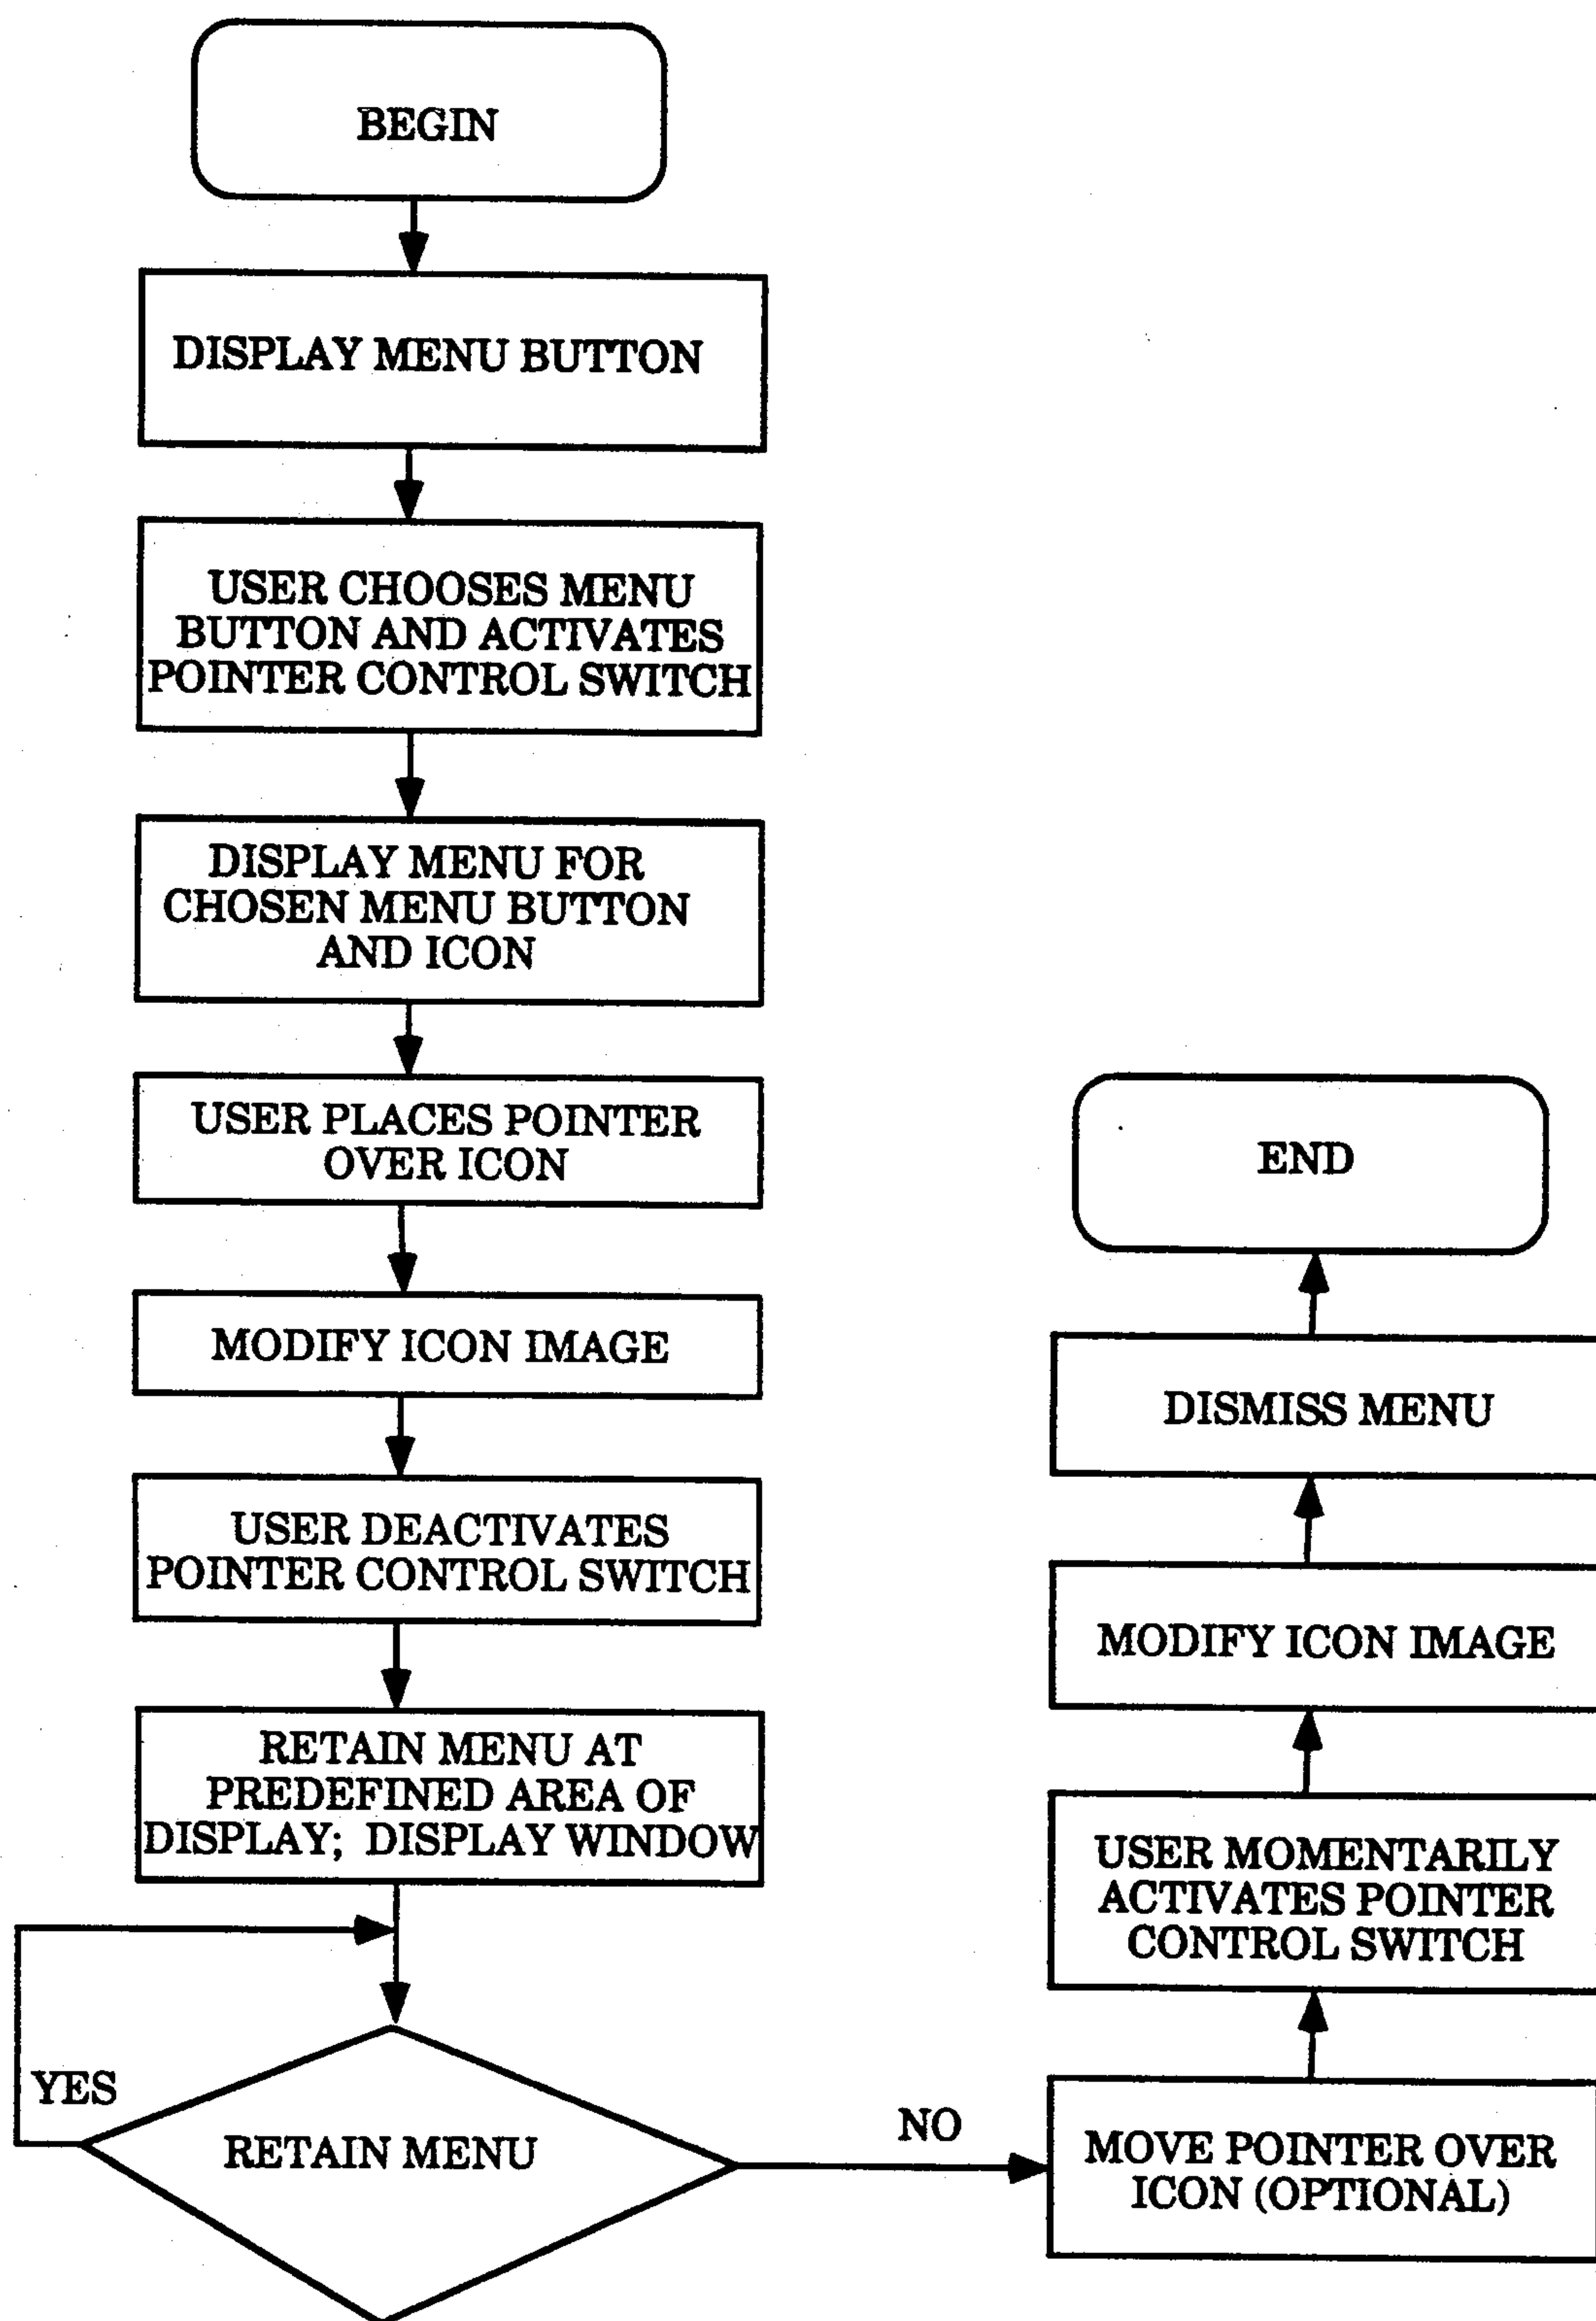 BEGIN
DISPLAY MENU BUTTON
USER CHOOSES MENU
BUTTON AND ACTIVATES
POINTER CONTROL SWITCH
DISPLAY MENU FOR
CHOSEN MENU BUTTON
AND ICON
USER PLACES POINTER
OVER ICON
MODIFY ICON IMAGE
USER DEACTIVATES
POINTER CONTROL SWITCH
RETAIN MENU AT
PREDEFINED AREA OF
DISPLAY; DISPLAY WINDOW
YES
RETAIN MENU
NO
MOVE POINTER OVER
ICON (OPTIONAL)
USER MOMENTARILY
ACTIVATES POINTER
CONTROL SWITCH
MODIFY ICON IMAGE
DISMISS MENU
END